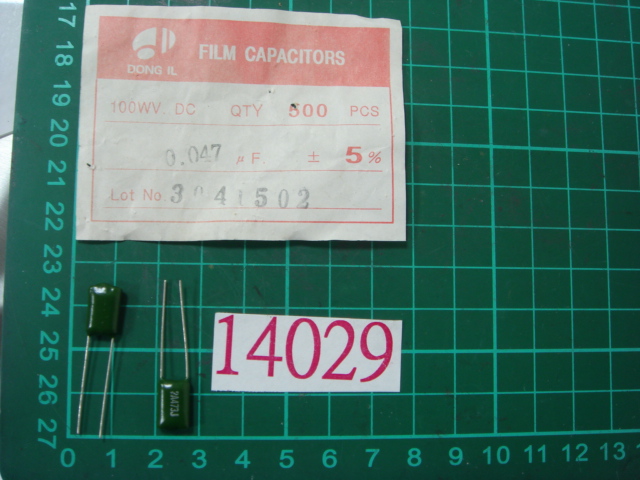 DONG IL
FILM CAPACITORS
100WV. DC QTY 500 PCS
0.047 μF. ± 5%
Lot No 3041502
14029
2A473J
17
18
19
20
21
22
23
24
25
26
27
0 1 2 3 4 5 6 7 8 9 10 11 12 13